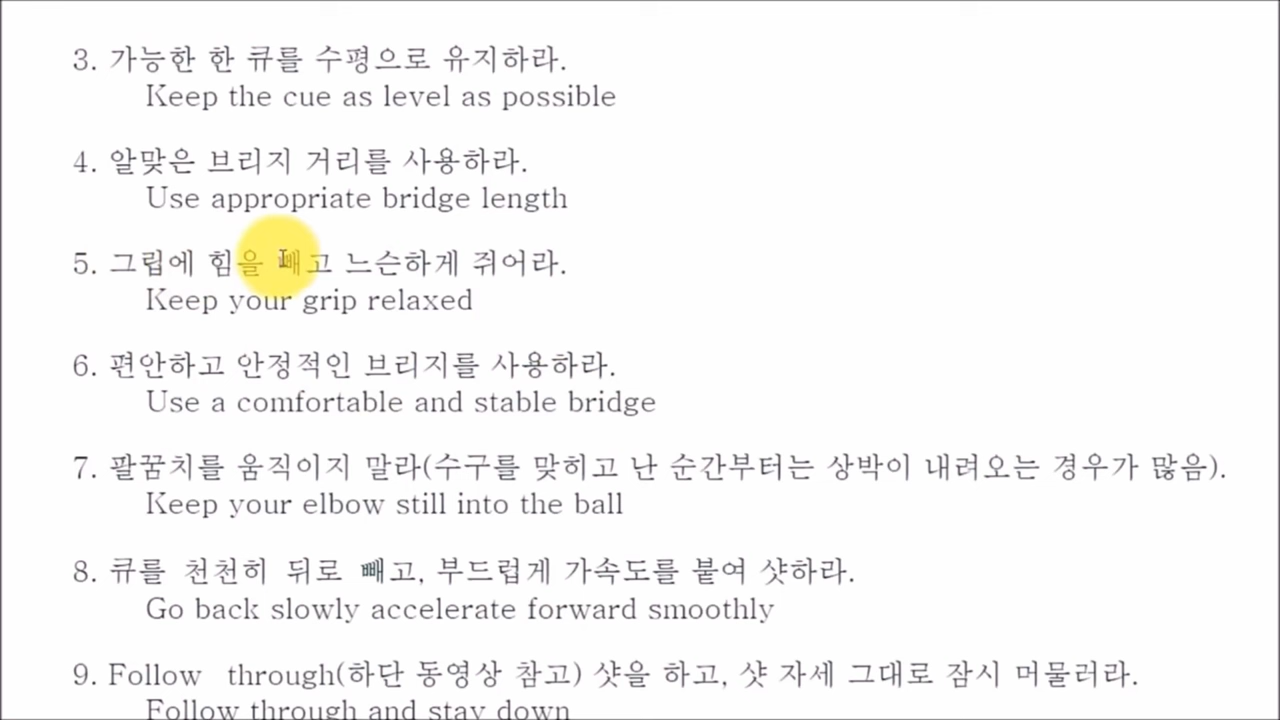 3. 가능한 한 큐를 수평으로 유지하라.
Keep the cue as level as possible
4. 알맞은 브리지 거리를 사용하라.
Use appropriate bridge length
5. 그립에 힘을 빼고 느슨하게 쥐어라.
Keep your grip relaxed
6. 편안하고 안정적인 브리지를 사용하라.
Use a comfortable and stable bridge
7. 팔꿈치를 움직이지 말라(수구를 맞히고 난 순간부터는 상박이 내려오는 경우가 많음).
Keep your elbow still into the ball
8. 큐를 천천히 뒤로 빼고, 부드럽게 가속도를 붙여 샷하라.
Go back slowly accelerate forward smoothly
9. Follow through(하단 동영상 참고) 샷을 하고, 샷 자세 그대로 잠시 머물러라.
Follow through and stay down